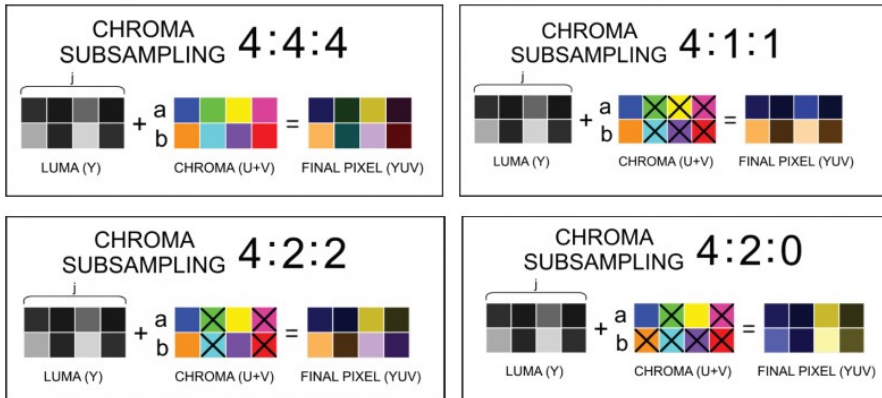 CHROMA
SUBSAMPLING 4:4:4
j
a
b
+
=
LUMA (Y) CHROMA (U+V) FINAL PIXEL (YUV)
CHROMA
SUBSAMPLING 4:1:1
j
a
b
+
=
LUMA (Y) CHROMA (U+V) FINAL PIXEL (YUV)
CHROMA
SUBSAMPLING 4:2:2
j
a
b
+
=
LUMA (Y) CHROMA (U+V) FINAL PIXEL (YUV)
CHROMA
SUBSAMPLING 4:2:0
j
a
b
+
=
LUMA (Y) CHROMA (U+V) FINAL PIXEL (YUV)